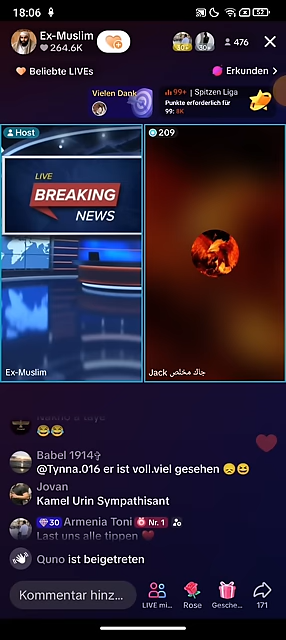 18:06
52
Ex-Muslim
264.6K
30+
30+
476
Beliebte LIVEs
Erkunden
Vielen Dank
99+ | Spitzen Liga
Punkte erforderlich für
99: 8K
Host
209
LIVE
BREAKING
NEWS
Ex-Muslim
Jack جاك مخلص
😂😂
Babel 1914✞
@Tynna.016 er ist voll.viel gesehen 😞😆
Jovan
Kamel Urin Sympathisant
30 Armenia Toni Nr. 1
Last uns alle tippen ❤️
Quno ist beigetreten
Kommentar hinz...
LIVE mi...
Rose
Gesche...
171